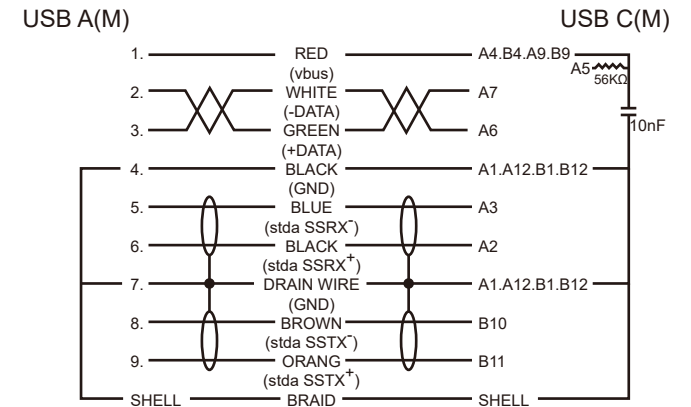 USB A(M) USB C(M)
1. RED A4.B4.A9.B9
(vbus) A5 56KΩ
2. WHITE A7
(-DATA) 10nF
3. GREEN A6
(+DATA)
4. BLACK A1.A12.B1.B12
(GND)
5. BLUE A3
(stda SSRX-)
6. BLACK A2
(stda SSRX+)
7. DRAIN WIRE A1.A12.B1.B12
(GND)
8. BROWN B10
(stda SSTX-)
9. ORANG B11
(stda SSTX+)
SHELL BRAID SHELL